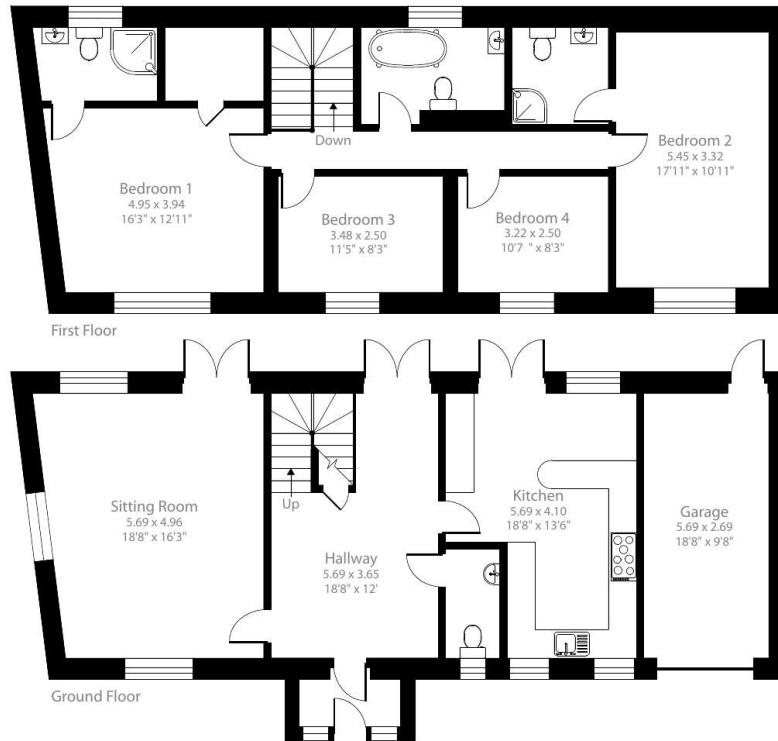 Down
Bedroom 1
4.95 x 3.94
16'3" x 12'11"
Bedroom 2
5.45 x 3.32
17'11" x 10'11"
Bedroom 3
3.48 x 2.50
11'5" x 8'3"
Bedroom 4
3.22 x 2.50
10'7 " x 8'3"
First Floor
Sitting Room
5.69 x 4.96
18'8" x 16'3"
Up
Hallway
5.69 x 3.65
18'8" x 12'
Kitchen
5.69 x 4.10
18'8" x 13'6"
Garage
5.69 x 2.69
18'8" x 9'8"
Ground Floor